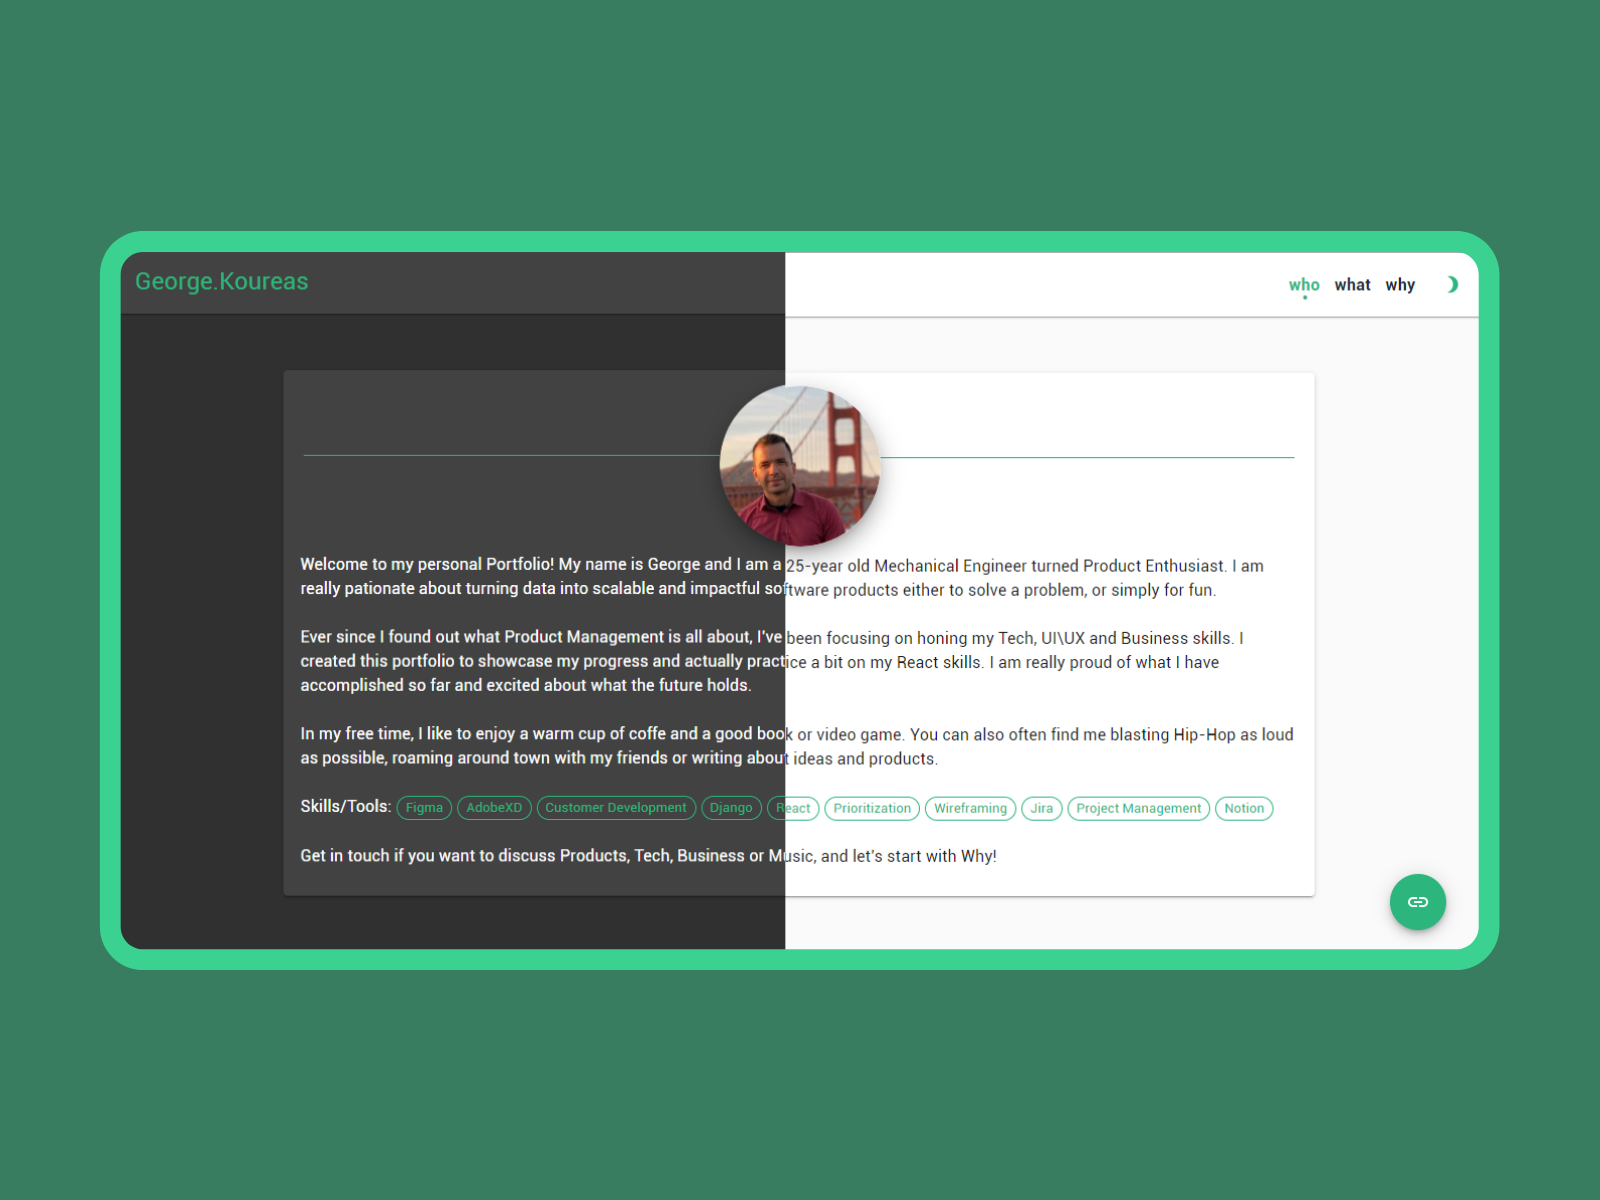 George.Koureas
who what why
Welcome to my personal Portfolio! My name is George and I am a 25-year old Mechanical Engineer turned Product Enthusiast. I am
really pationate about turning data into scalable and impactful software products either to solve a problem, or simply for fun.
Ever since I found out what Product Management is all about, I've been focusing on honing my Tech, UI\UX and Business skills. I
created this portfolio to showcase my progress and actually practice a bit on my React skills. I am really proud of what I have
accomplished so far and excited about what the future holds.
In my free time, I like to enjoy a warm cup of coffe and a good book or video game. You can also often find me blasting Hip-Hop as loud
as possible, roaming around town with my friends or writing about ideas and products.
Skills/Tools: Figma AdobeXD Customer Development Django React Prioritization Wireframing Jira Project Management Notion
Get in touch if you want to discuss Products, Tech, Business or Music, and let's start with Why!